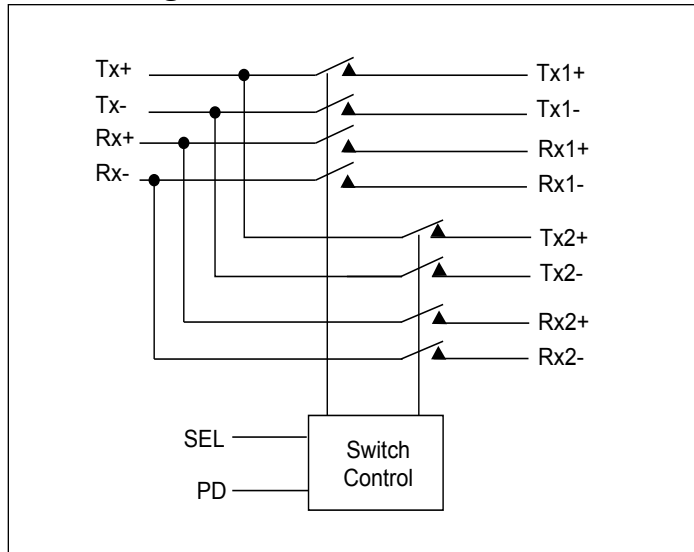 Tx+
Tx-
Rx+
Rx-
Tx1+
Tx1-
Rx1+
Rx1-
Tx2+
Tx2-
Rx2+
Rx2-
SEL
PD
Switch
Control